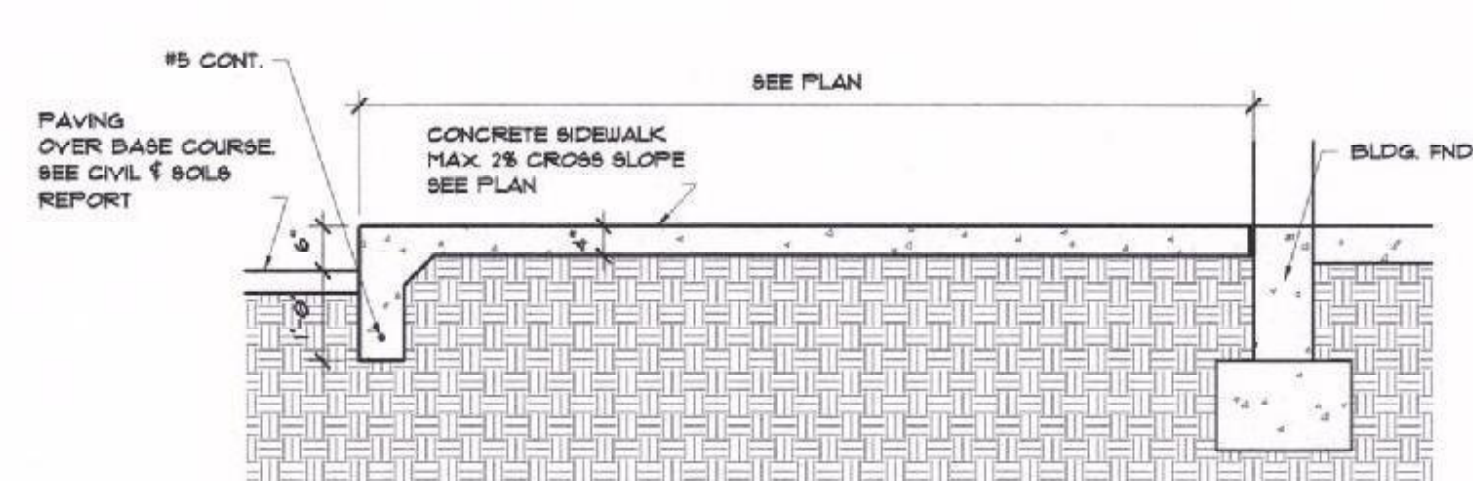 #5 CONT.
SEE PLAN
PAVING
OVER BASE COURSE.
SEE CIVIL & SOILS
REPORT
CONCRETE SIDEWALK
MAX. 2% CROSS SLOPE
SEE PLAN
BLDG. FND
6"
4"
1'-0"